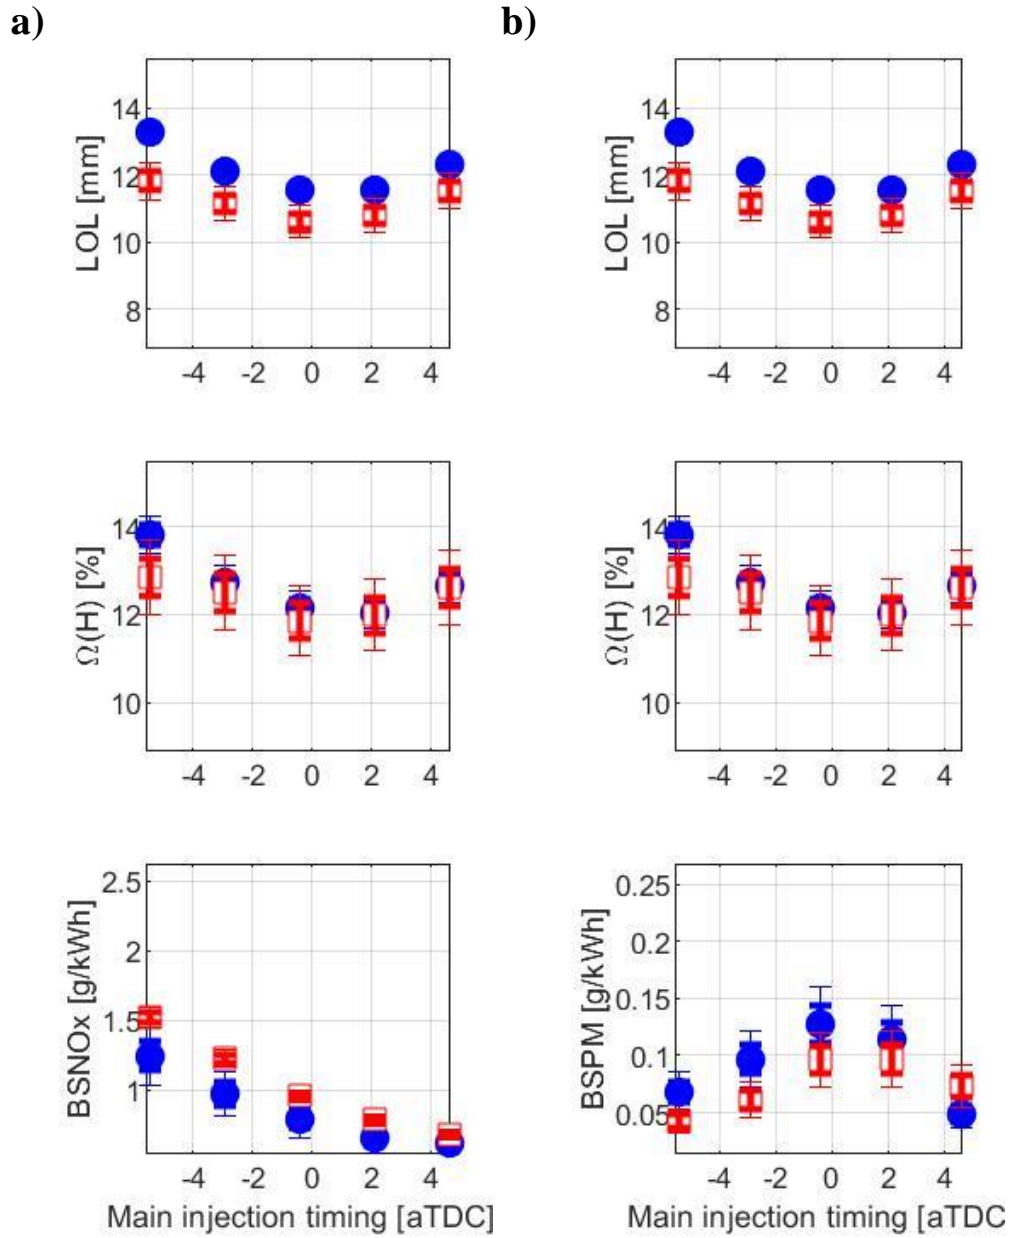 a)
b)
LOL [mm]
14
12
10
8
-4 -2 0 2 4
LOL [mm]
14
12
10
8
-4 -2 0 2 4
Ω(H) [%]
14
12
10
-4 -2 0 2 4
Ω(H) [%]
14
12
10
-4 -2 0 2 4
BSNOx [g/kWh]
2.5
2
1.5
1
-4 -2 0 2 4
Main injection timing [aTDC]
BSPM [g/kWh]
0.25
0.2
0.15
0.1
0.05
-4 -2 0 2 4
Main injection timing [aTDC